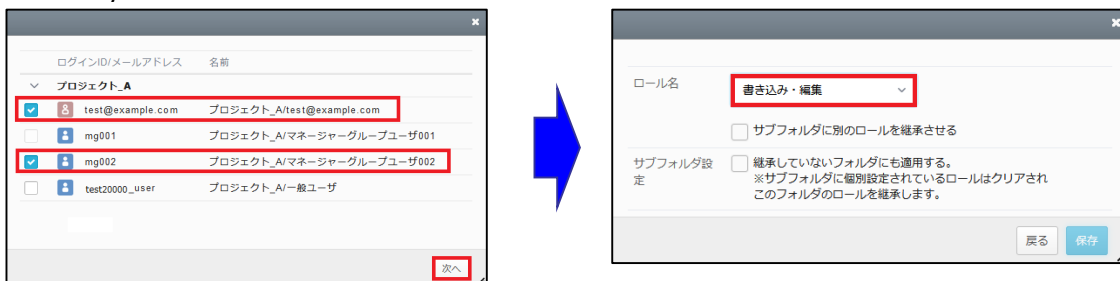 ×
ログインID/メールアドレス 名前
プロジェクト_A
test@example.com プロジェクト_A/test@example.com
mg001 プロジェクト_A/マネージャーグループユーザ001
mg002 プロジェクト_A/マネージャーグループユーザ002
test20000_user プロジェクト_A/一般ユーザ
次へ
×
ロール名 書き込み・編集
サブフォルダに別のロールを継承させる
サブフォルダ設定 継承していないフォルダにも適用する。
※サブフォルダに個別設定されているロールはクリアされ
このフォルダのロールを継承します。
戻る 保存